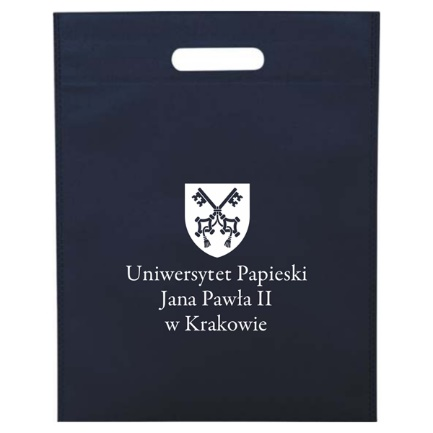 Uniwersytet Papieski
Jana Pawła II
w Krakowie